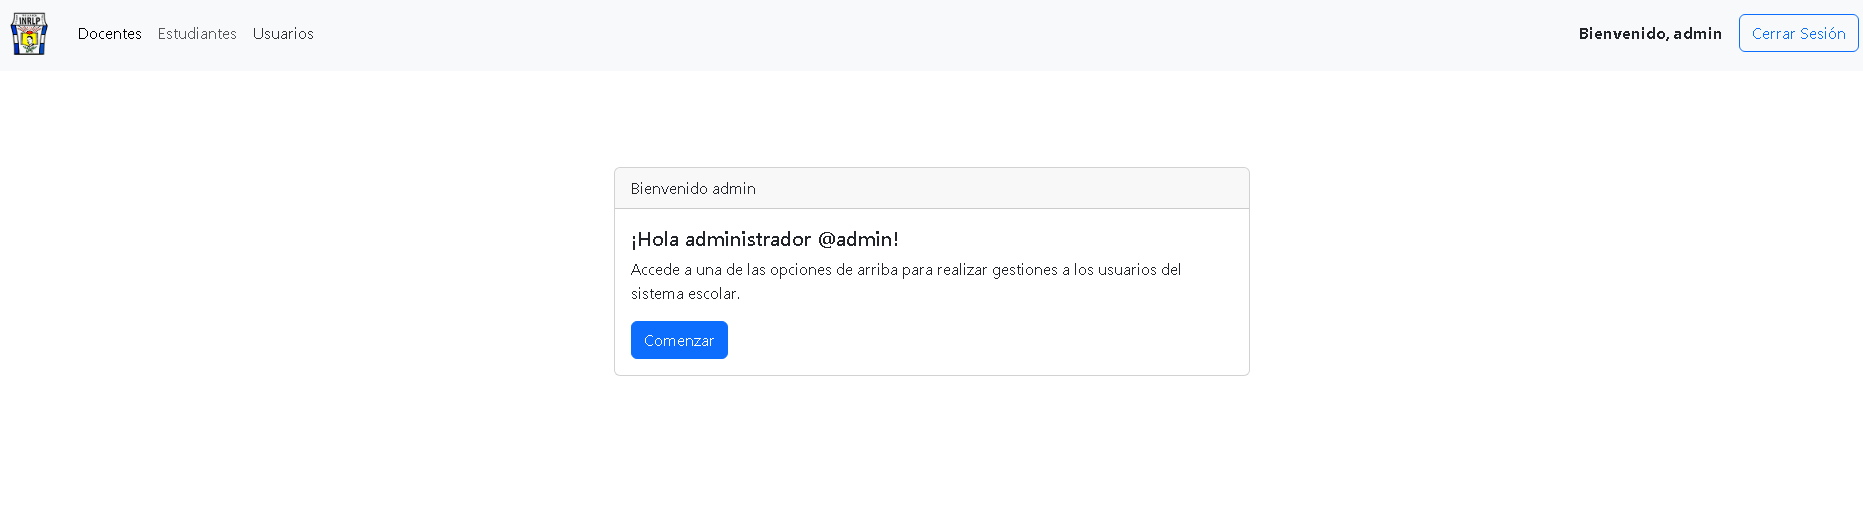 INRLP
Docentes Estudiantes Usuarios Bienvenido, admin Cerrar Sesión
Bienvenido admin
¡Hola administrador @admin!
Accede a una de las opciones de arriba para realizar gestiones a los usuarios del
sistema escolar.
Comenzar